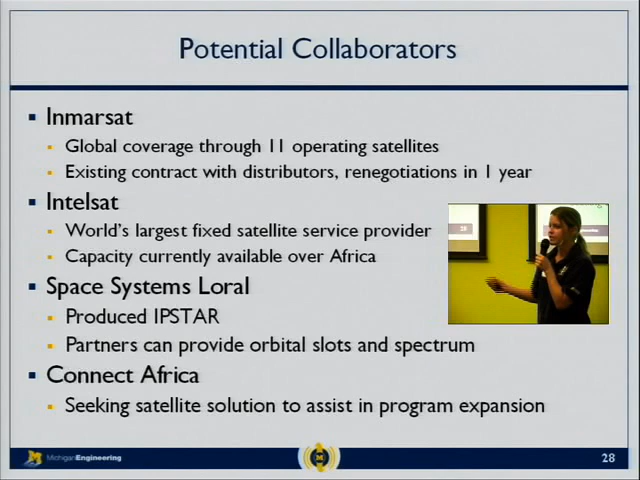 Potential Collaborators
Inmarsat
Global coverage through 11 operating satellites
Existing contract with distributors, renegotiations in 1 year
Intelsat
World's largest fixed satellite service provider
Capacity currently available over Africa
Space Systems Loral
Produced IPSTAR
Partners can provide orbital slots and spectrum
Connect Africa
Seeking satellite solution to assist in program expansion
MichiganEngineering
M
28
28